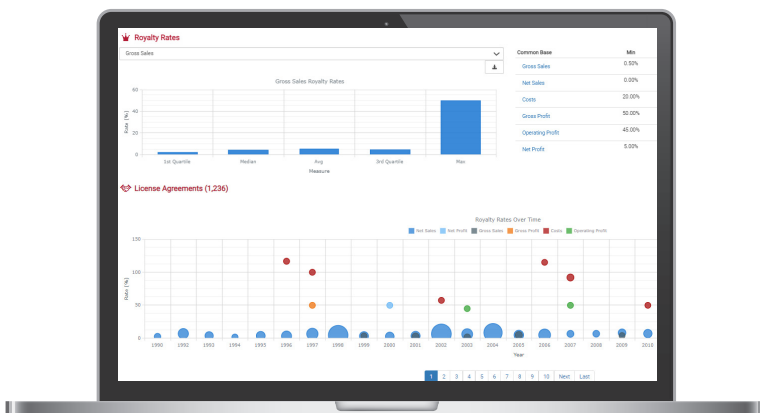 Royalty Rates
Gross Sales
Common Base Min
Gross Sales 0.50%
Net Sales 0.00%
Costs 20.00%
Gross Profit 50.00%
Operating Profit 45.00%
Net Profit 5.00%
Gross Sales Royalty Rates
60
40
20
0
Rate (%)
1st Quartile Median Avg 3rd Quartile Max
Measure
License Agreements (1,236)
Royalty Rates Over Time
Net Sales Net Profit Gross Sales Gross Profit Costs Operating Profit
150
100
50
0
Rate (%)
1990 1992 1993 1994 1995 1996 1997 1998 1999 2000 2001 2002 2003 2004 2005 2006 2007 2008 2009 2010
Year
1 2 3 4 5 6 7 8 9 10 Next Last